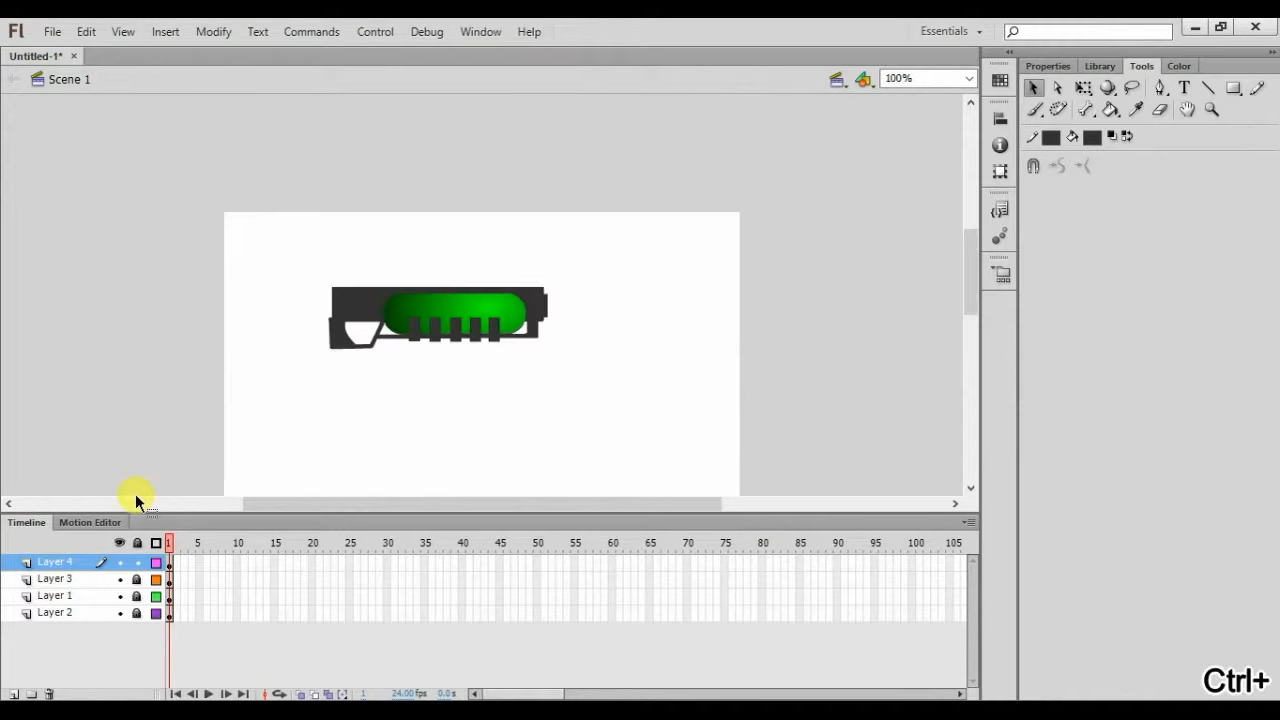 Fl File Edit View Insert Modify Text Commands Control Debug Window Help Essentials
Untitled-1* ×
Scene 1 100%
Properties Library Tools Color
Timeline Motion Editor
1 5 10 15 20 25 30 35 40 45 50 55 60 65 70 75 80 85 90 95 100 105
Layer 4
Layer 3
Layer 1
Layer 2
1 24.00 fps 0.0 s
Ctrl+